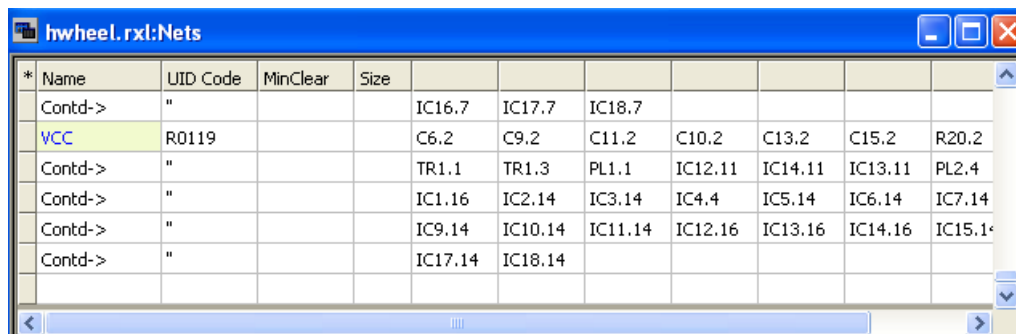 hwheel.rxl:Nets
* Name UID Code MinClear Size
Contd-> " IC16.7 IC17.7 IC18.7
VCC R0119 C6.2 C9.2 C11.2 C10.2 C13.2 C15.2 R20.2
Contd-> " TR1.1 TR1.3 PL1.1 IC12.11 IC14.11 IC13.11 PL2.4
Contd-> " IC1.16 IC2.14 IC3.14 IC4.4 IC5.14 IC6.14 IC7.14
Contd-> " IC9.14 IC10.14 IC11.14 IC12.16 IC13.16 IC14.16
Contd-> " IC17.14 IC18.14